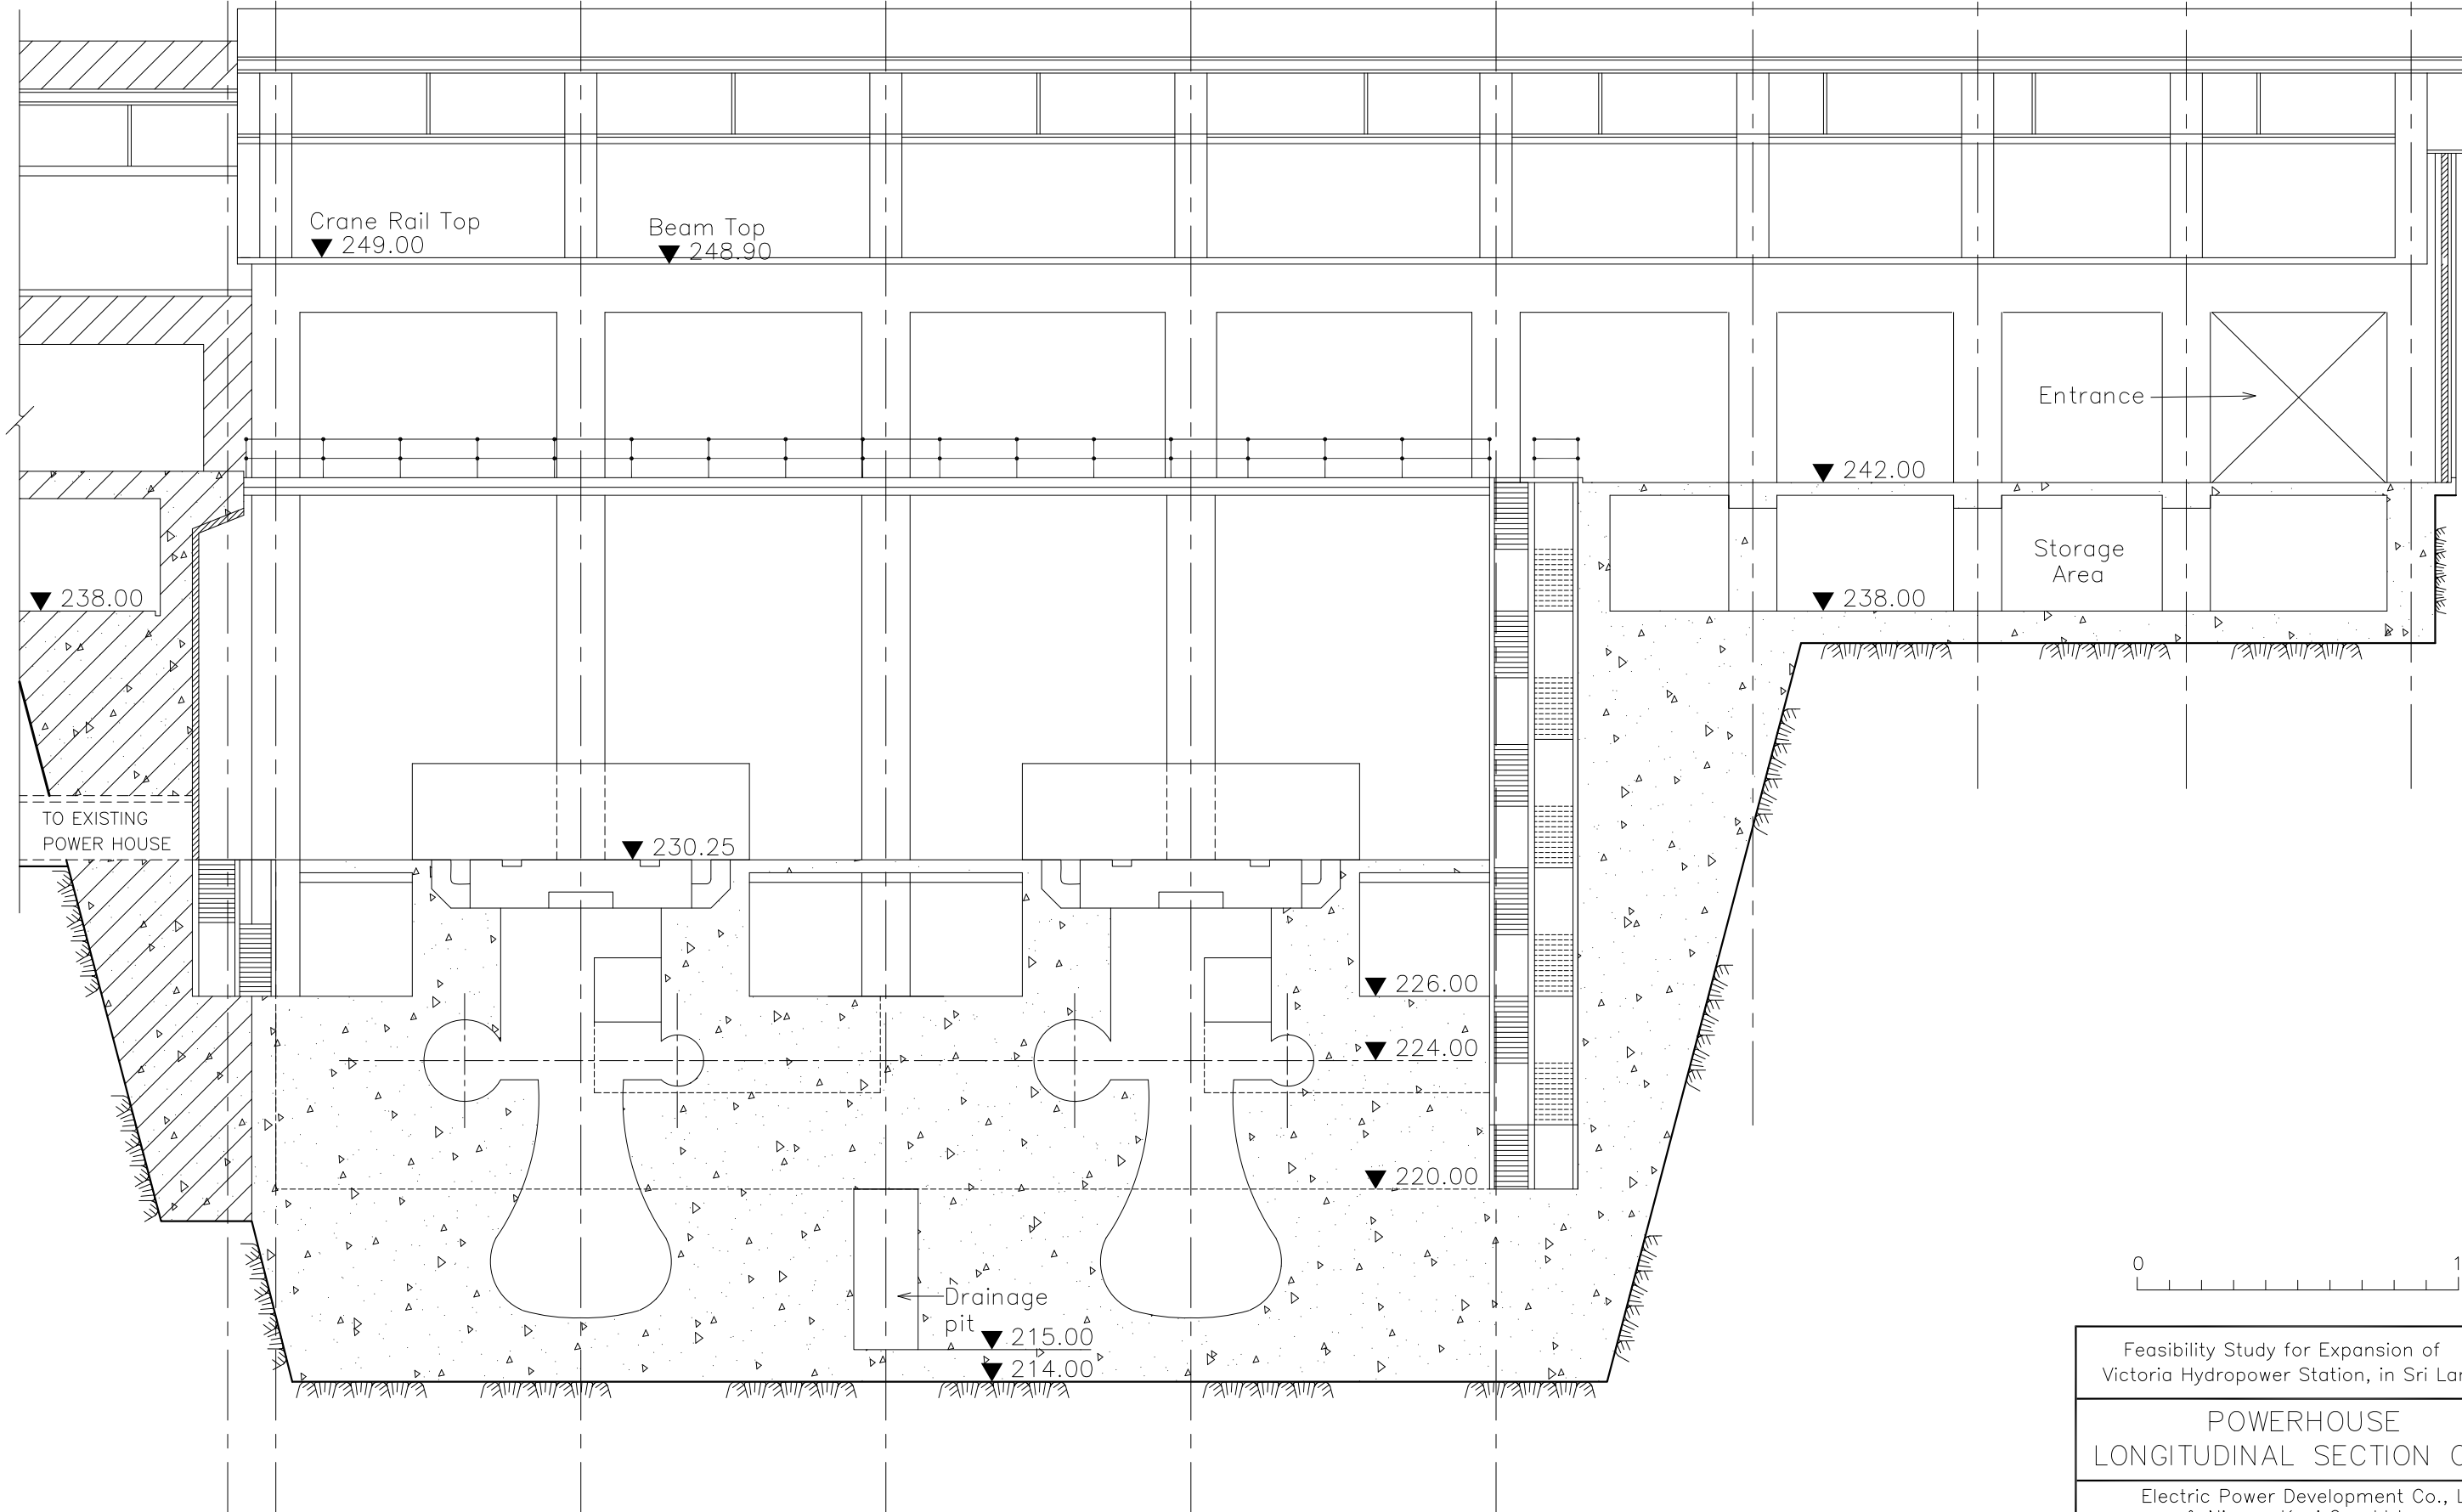 Crane Rail Top
249.00
Beam Top
248.90
Entrance
242.00
Storage
Area
238.00
238.00
TO EXISTING
POWER HOUSE
230.25
226.00
224.00
220.00
Drainage
pit
215.00
214.00
0 1
Feasibility Study for Expansion of
Victoria Hydropower Station, in Sri
POWERHOUSE
LONGITUDINAL SECTION
Electric Power Development Co.,